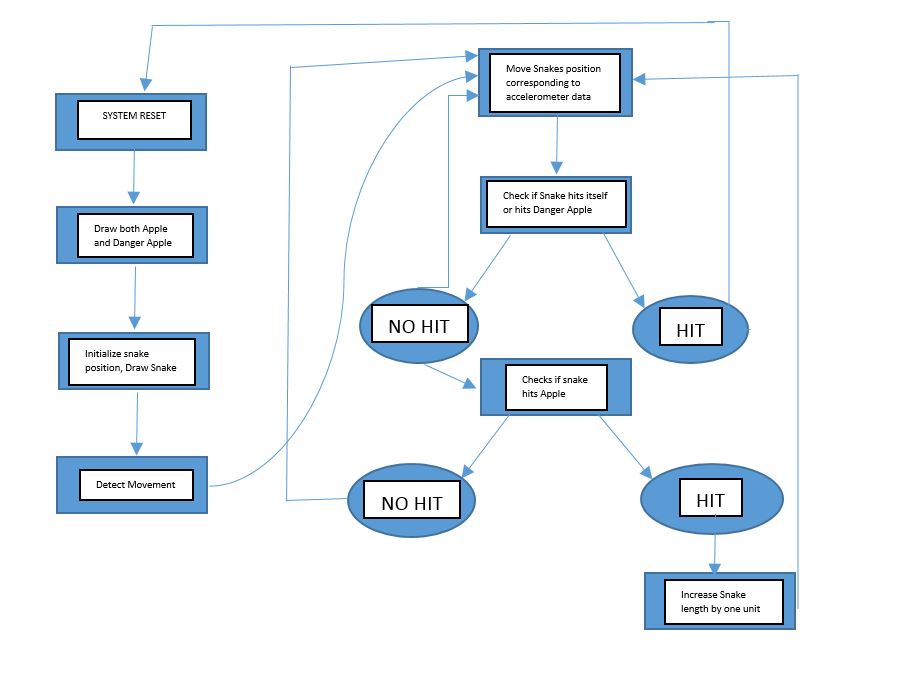 SYSTEM RESET
Draw both Apple
and Danger Apple
Initialize snake
position, Draw Snake
Detect Movement
Move Snakes position
corresponding to
accelerometer data
Check if Snake hits itself
or hits Danger Apple
NO HIT
HIT
Checks if snake
hits Apple
NO HIT
HIT
Increase Snake
length by one unit